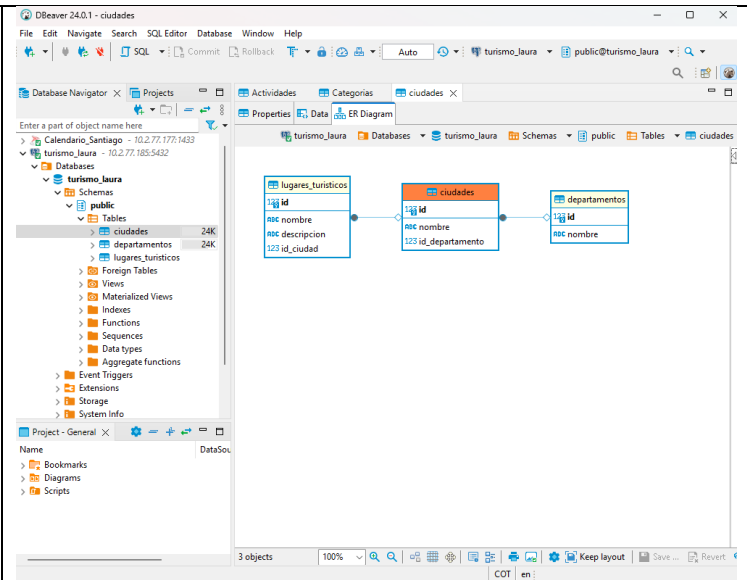 DBeaver 24.0.1 - ciudades
File Edit Navigate Search SQL Editor Database Window Help
SQL Commit Rollback Auto turismo_laura public@turismo_laura
Database Navigator Projects
Enter a part of object name here
Calendario_Santiago - 10.2.77.177:1433
turismo_laura - 10.2.77.185:5432
Databases
turismo_laura
Schemas
public
Tables
ciudades 24K
departamentos 24K
lugares_turisticos
Foreign Tables
Views
Materialized Views
Indexes
Functions
Sequences
Data types
Aggregate functions
Event Triggers
Extensions
Storage
System Info
Project - General
Name DataSou
Bookmarks
Diagrams
Scripts
Actividades Categorias ciudades
Properties Data ER Diagram
turismo_laura Databases turismo_laura Schemas public Tables ciudades
lugares_turisticos
123 id
ABC nombre
ABC descripcion
123 id_ciudad
ciudades
123 id
ABC nombre
123 id_departamento
departamentos
123 id
ABC nombre
3 objects 100% Keep layout Save ... Revert
COT en